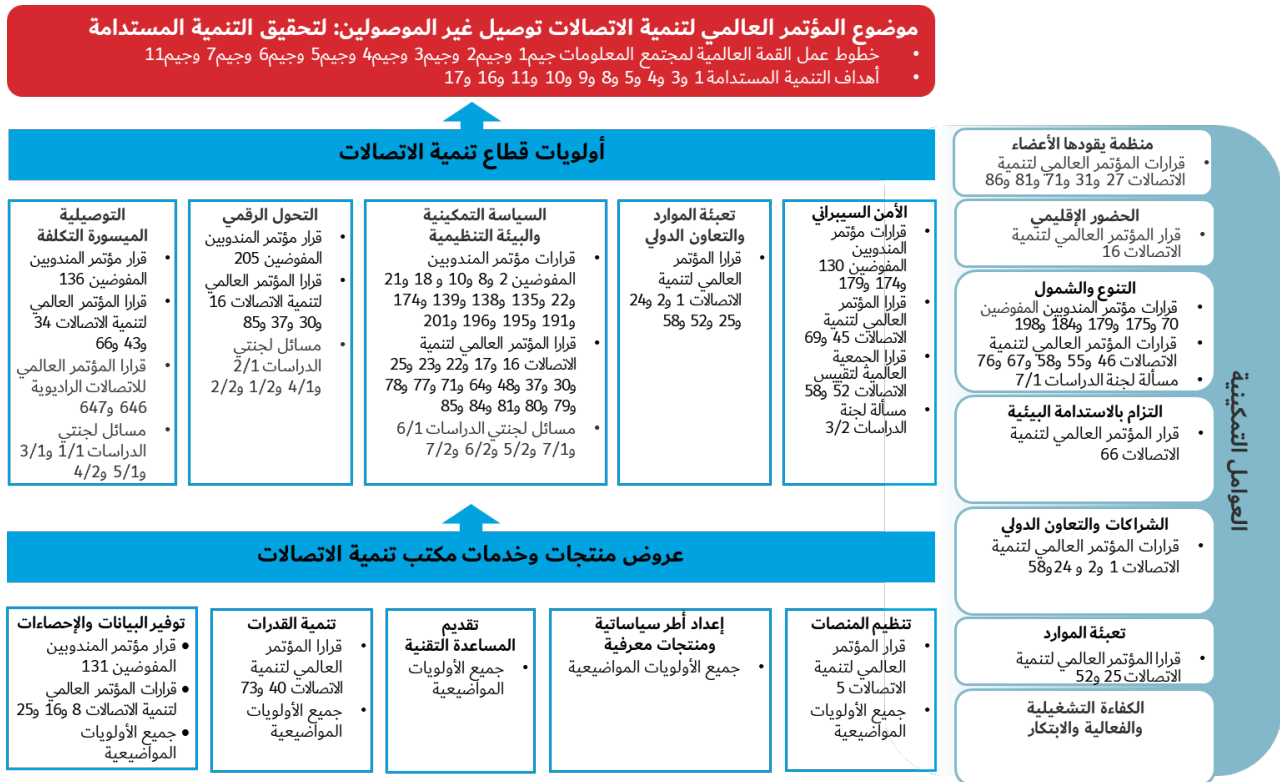 موضوع المؤتمر العالمي لتنمية الاتصالات توصيل غير الموصولين: لتحقيق التنمية المستدامة
• خطوط عمل القمة العالمية لمجتمع المعلومات جيم1 وجيم2 وجيم3 وجيم4 وجيم5 وجيم6 وجيم7 وجيم11
• أهداف التنمية المستدامة 1 و3 و4 و5 و8 و9 و10 و11 و16 و17
أولويات قطاع تنمية الاتصالات
الأمن السيبراني
• قرارات مؤتمر
المندوبين
المفوضين 130
و174 و179
• قرارا المؤتمر
العالمي لتنمية
الاتصالات 45 و69
• قرارا الجمعية
العالمية لتقييس
الاتصالات 52 و58
• مسألة لجنة
الدراسات 3/2
تعبئة الموارد
والتعاون الدولي
• قرارا المؤتمر
العالمي لتنمية
الاتصالات 1 و2 و24
و25 و52 و58
السياسة التمكينية
والبيئة التنظيمية
• قرارات مؤتمر المندوبين
المفوضين 2 و8 و10 و 18 و21
و22 و135 و138 و139 و174
و191 و195 و196 و201
• قرارا المؤتمر العالمي لتنمية
الاتصالات 16 و17 و22 و23 و25
و30 و37 و48 و64 و71 و77 و78
و79 و80 و81 و84 و85
• مسائل لجنتي الدراسات 6/1
و7/1 و5/2 و6/2 و7/2
التحول الرقمي
• قرار مؤتمر المندوبين
المفوضين 205
• قرارا المؤتمر العالمي
لتنمية الاتصالات 16
و30 و37 و85
• مسائل لجنتي
الدراسات 2/1
و4/1 و1/2 و2/2
التوصيلية
الميسورة التكلفة
• قرار مؤتمر المندوبين
المفوضين 136
• قرارا المؤتمر العالمي
لتنمية الاتصالات 34
و43 و66
• قرارا المؤتمر العالمي
للاتصالات الراديوية
646 و647
• مسائل لجنتي
الدراسات 1/1 و3/1
و5/1 و4/2
عروض منتجات وخدمات مكتب تنمية الاتصالات
تنظيم المنصات
• قرار المؤتمر
العالمي لتنمية
الاتصالات 5
• جميع الأولويات
المواضيعية
إعداد أطر سياساتية
ومنتجات معرفية
• جميع الأولويات المواضيعية
تقديم
المساعدة التقنية
• جميع الأولويات
المواضيعية
تنمية القدرات
• قرارا المؤتمر
العالمي لتنمية
الاتصالات 40 و73
• جميع الأولويات
المواضيعية
توفير البيانات والإحصاءات
• قرار مؤتمر المندوبين
المفوضين 131
• قرارات المؤتمر العالمي
لتنمية الاتصالات 8 و16 و25
• جميع الأولويات
المواضيعية
العوامل التمكينية
منظمة يقودها الأعضاء
• قرارات المؤتمر العالمي لتنمية
الاتصالات 27 و31 و71 و81 و86
الحضور الإقليمي
• قرار المؤتمر العالمي لتنمية
الاتصالات 16
التنوع والشمول
• قرارات مؤتمر المندوبين المفوضين
70 و175 و179 و184 و198
• قرارات المؤتمر العالمي لتنمية
الاتصالات 46 و55 و58 و67 و76
• مسألة لجنة الدراسات 7/1
التزام بالاستدامة البيئية
• قرار المؤتمر العالمي لتنمية
الاتصالات 66
الشراكات والتعاون الدولي
• قرارات المؤتمر العالمي لتنمية
الاتصالات 1 و2 و 24 و58
تعبئة الموارد
• قرارا المؤتمر العالمي لتنمية
الاتصالات 25 و52
الكفاءة التشغيلية
والفعالية والابتكار